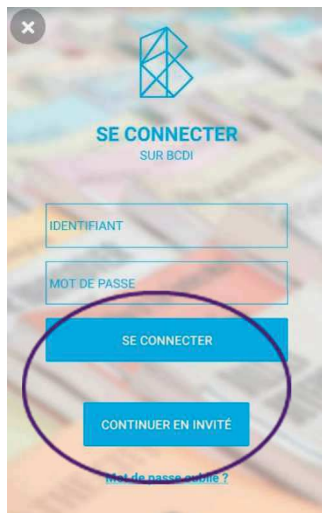 SE CONNECTER
SUR BCDI
IDENTIFIANT
MOT DE PASSE
SE CONNECTER
CONTINUER EN INVITÉ
Mot de passe oublié ?